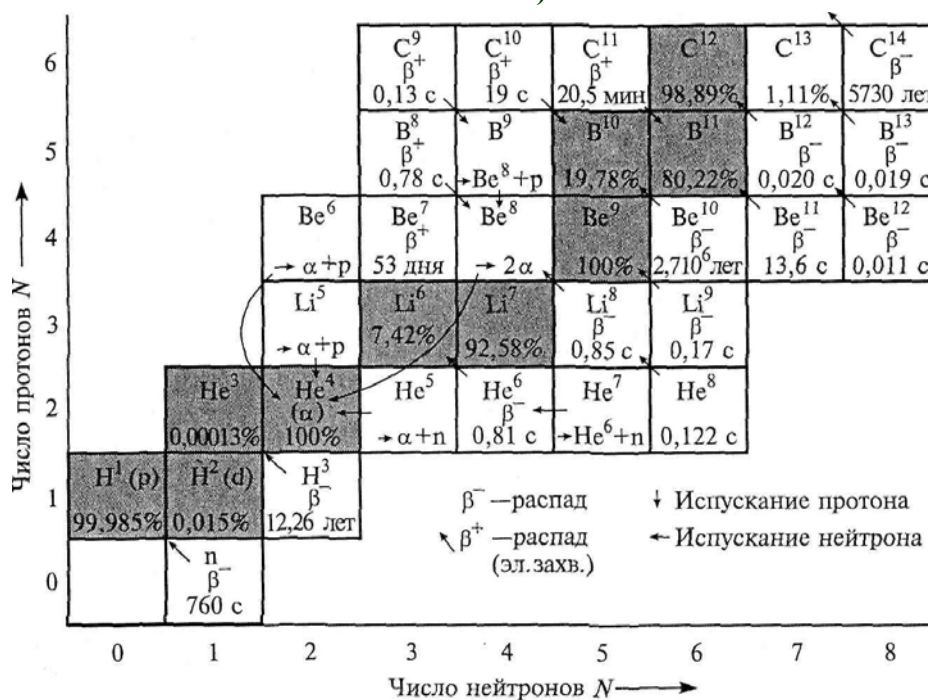 Число протонов N ⟶
6
5
4
3
2
1
0
C⁹
β⁺
0,13 с
C¹⁰
β⁺
19 с
C¹¹
β⁺
20,5 мин
C¹²
98,89%
C¹³
1,11%
C¹⁴
β⁻
5730 лет
B⁸
β⁺
0,78 с
B⁹
→Be⁸+p
B¹⁰
19,78%
B¹¹
80,22%
B¹²
β⁻
0,020 с
B¹³
β⁻
0,019 с
Be⁶
→ α+p
Be⁷
β⁺
53 дня
Be⁸
→ 2α
Be⁹
100%
Be¹⁰
β⁻
2,710⁶лет
Be¹¹
β⁻
13,6 с
Be¹²
β⁻
0,011 с
Li⁵
→ α+p
Li⁶
7,42%
Li⁷
92,58%
Li⁸
β⁻
0,85 с
Li⁹
β⁻
0,17 с
He³
0,00013%
He⁴
(α)
100%
He⁵
→ α+n
He⁶
β⁻
0,81 с
He⁷
→He⁶+n
He⁸
0,122 с
H¹ (p)
99,985%
H² (d)
0,015%
H³
β⁻
12,26 лет
n
β⁻
760 с
β⁻ —распад
↖ β⁺ —распад
(эл.захв.)
↓ Испускание протона
← Испускание нейтрона
0 1 2 3 4 5 6 7 8
Число нейтронов N ⟶